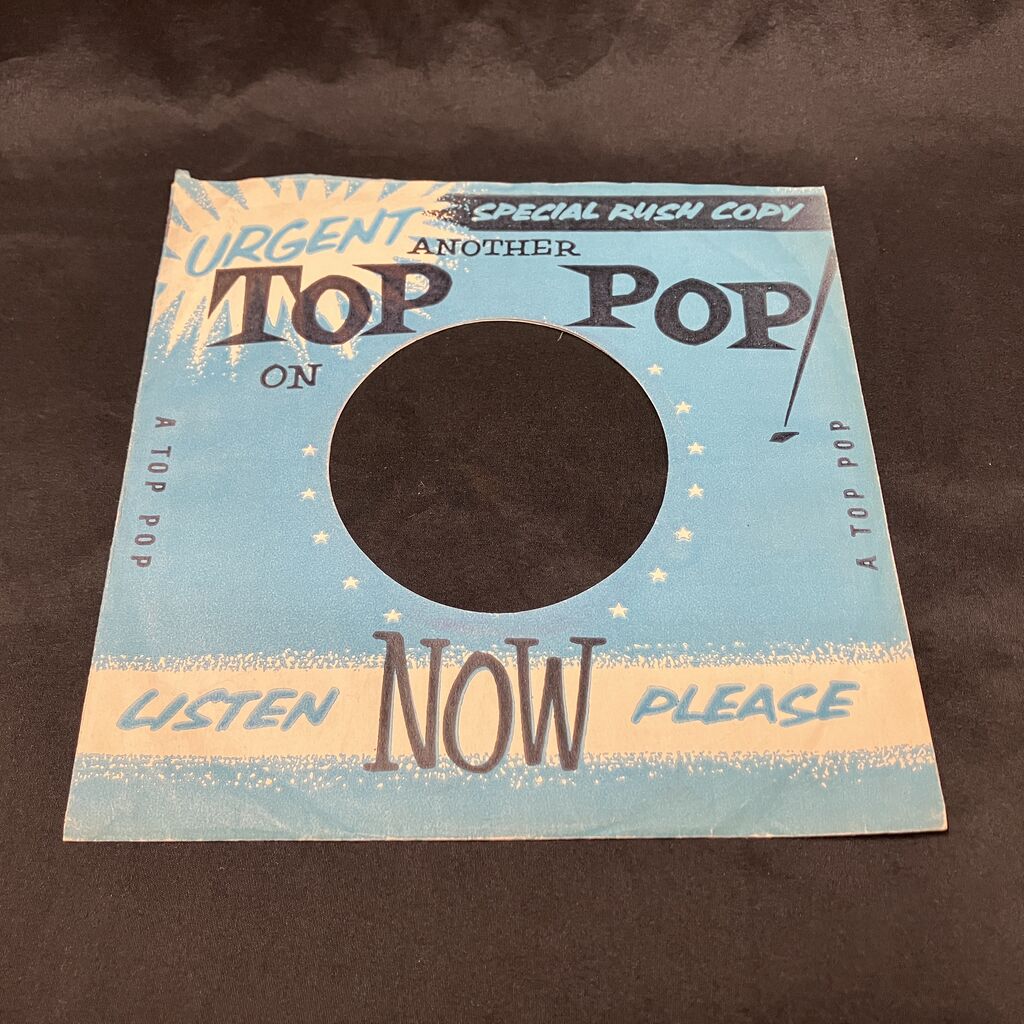 URGENT
SPECIAL RUSH COPY
ANOTHER
TOP POP!
ON
A TOP POP
A TOP POP
LISTEN NOW PLEASE